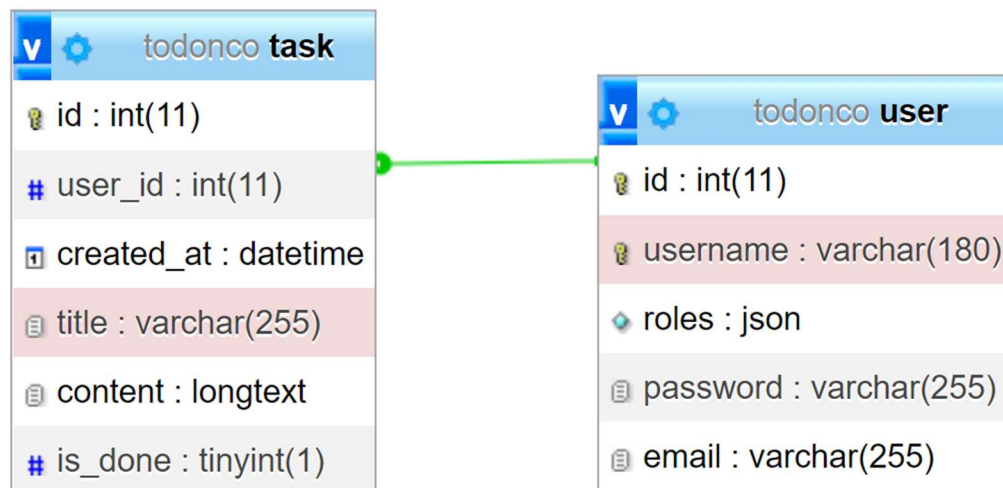 v todonco task
id : int(11)
user_id : int(11)
created_at : datetime
title : varchar(255)
content : longtext
is_done : tinyint(1)
v todonco user
id : int(11)
username : varchar(180)
roles : json
password : varchar(255)
email : varchar(255)